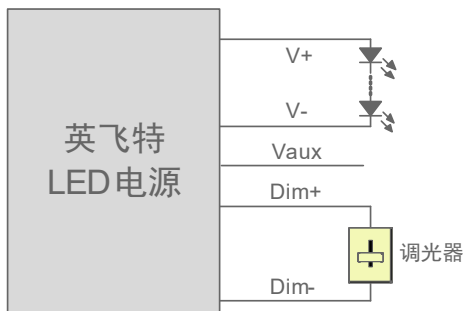 英飞特
LED电源
V+
V-
Vaux
Dim+
调光器
Dim-